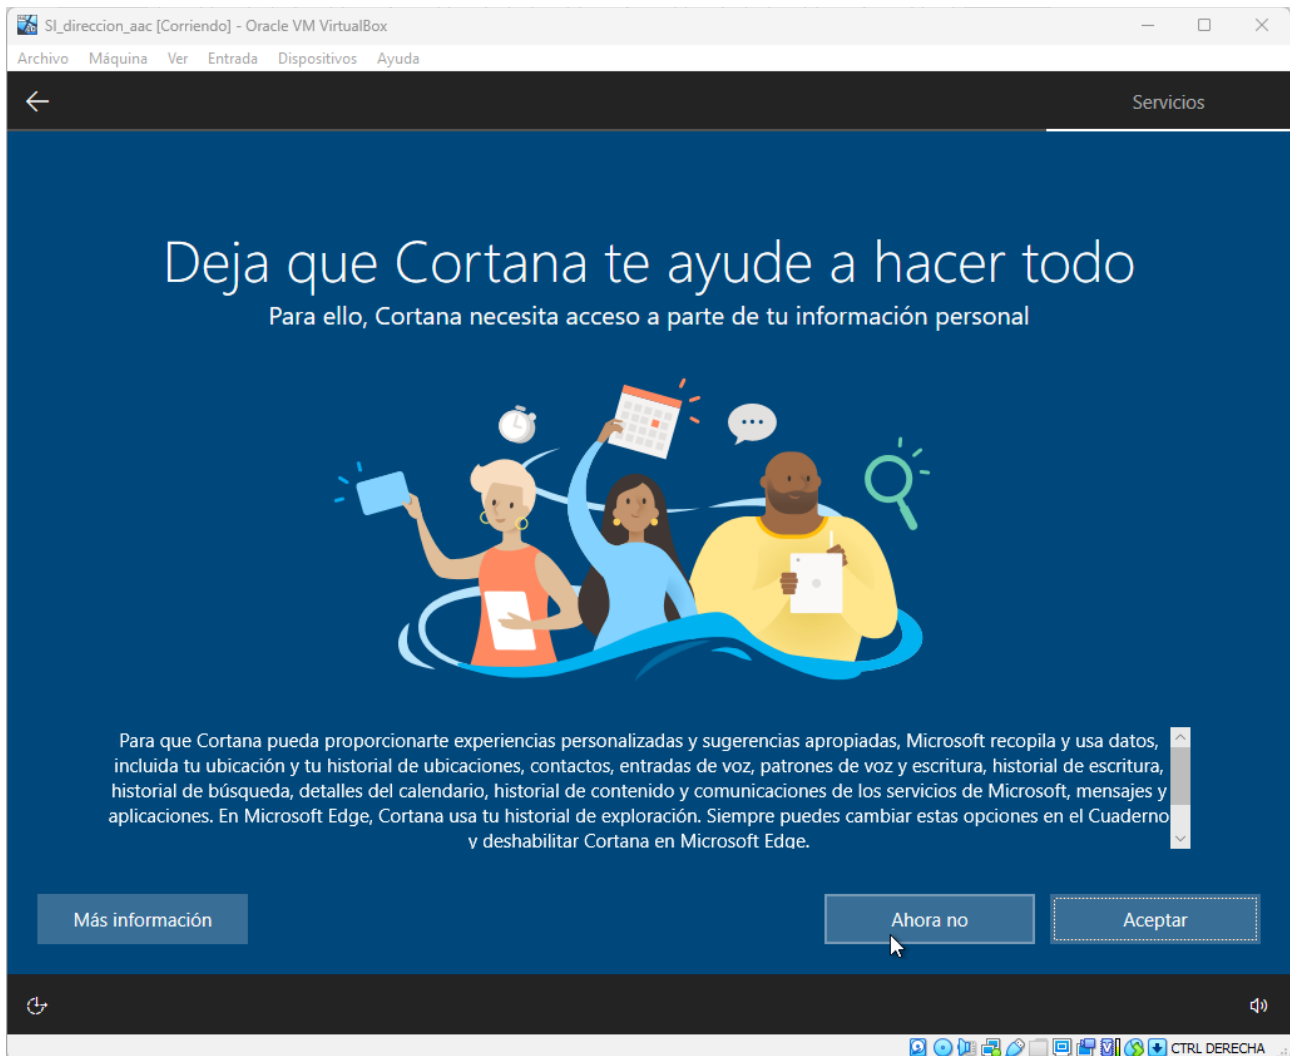 SI_direccion_aac [Corriendo] - Oracle VM VirtualBox
Archivo Máquina Ver Entrada Dispositivos Ayuda
Servicios
Deja que Cortana te ayude a hacer todo
Para ello, Cortana necesita acceso a parte de tu información personal
Para que Cortana pueda proporcionarte experiencias personalizadas y sugerencias apropiadas, Microsoft recopila y usa datos,
incluida tu ubicación y tu historial de ubicaciones, contactos, entradas de voz, patrones de voz y escritura, historial de escritura,
historial de búsqueda, detalles del calendario, historial de contenido y comunicaciones de los servicios de Microsoft, mensajes y
aplicaciones. En Microsoft Edge, Cortana usa tu historial de exploración. Siempre puedes cambiar estas opciones en el Cuaderno
y deshabilitar Cortana en Microsoft Edge.
Más información Ahora no Aceptar
CTRL DERECHA